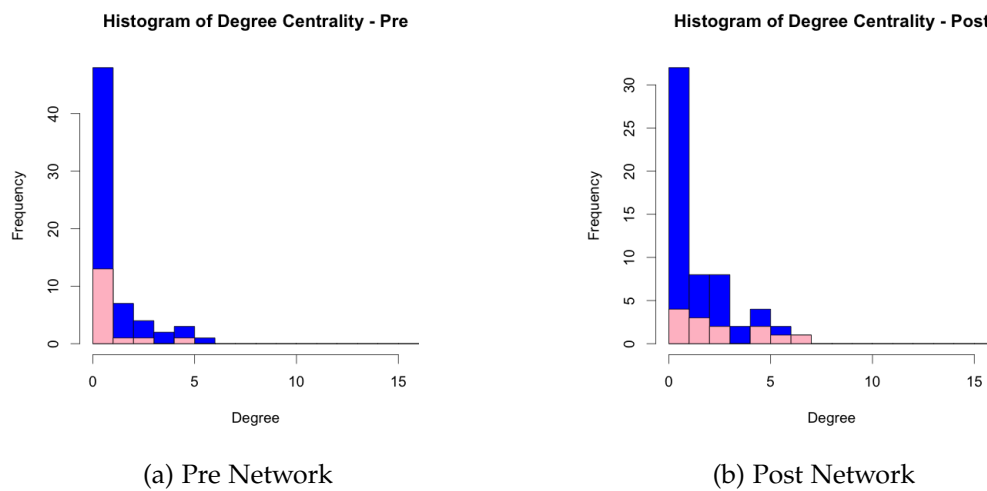 Histogram of Degree Centrality - Pre
Frequency
0
10
20
30
40
0 5 10 15
Degree
(a) Pre Network
Histogram of Degree Centrality - Post
Frequency
0
5
10
15
20
25
30
0 5 10 15
Degree
(b) Post Network